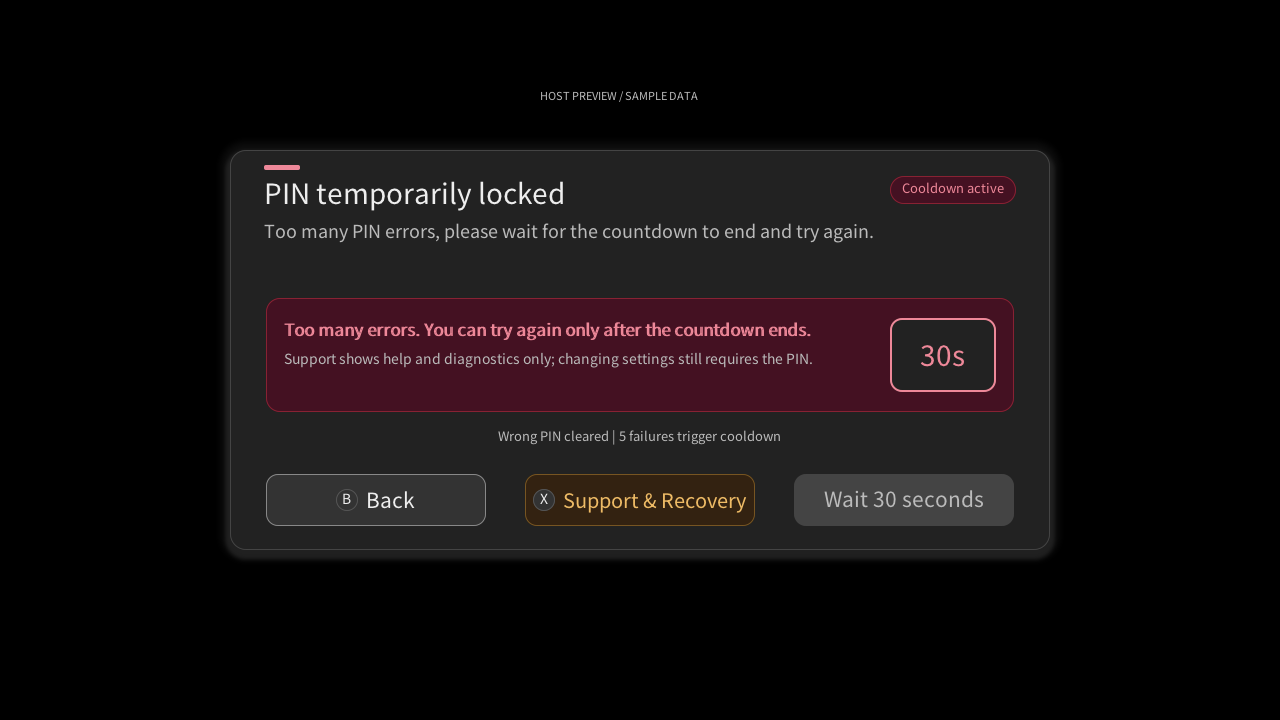 HOST PREVIEW / SAMPLE DATA
PIN temporarily locked
Cooldown active
Too many PIN errors, please wait for the countdown to end and try again.
Too many errors. You can try again only after the countdown ends.
Support shows help and diagnostics only; changing settings still requires the PIN.
30s
Wrong PIN cleared | 5 failures trigger cooldown
B Back
X Support & Recovery
Wait 30 seconds